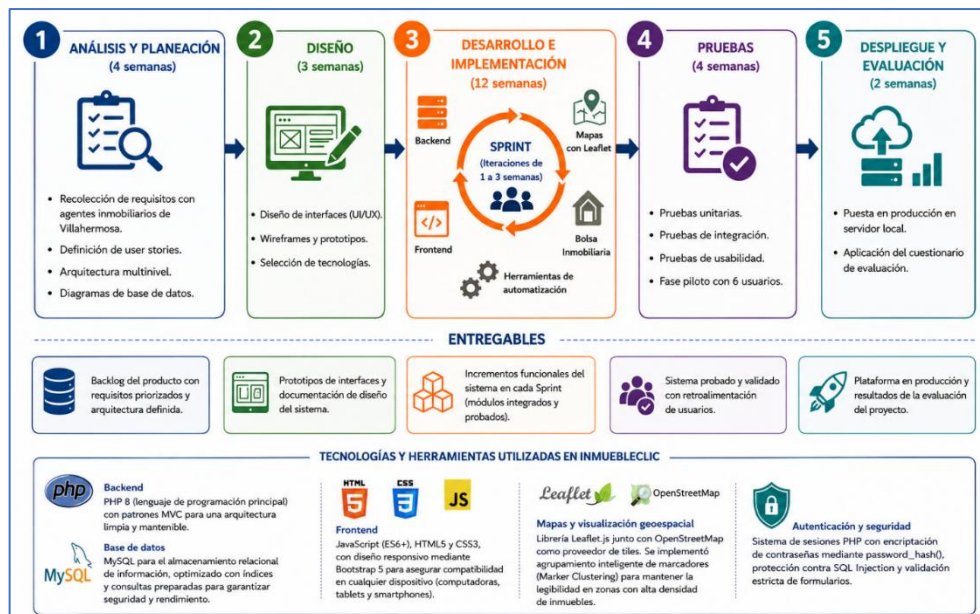 1
ANÁLISIS Y PLANEACIÓN
(4 semanas)
• Recolección de requisitos con
agentes inmobiliarios de
Villahermosa.
• Definición de user stories.
• Arquitectura multinivel.
• Diagramas de base de datos.
2
DISEÑO
(3 semanas)
• Diseño de interfaces (UI/UX).
• Wireframes y prototipos.
• Selección de tecnologías.
3
DESARROLLO E
IMPLEMENTACIÓN
(12 semanas)
Backend
Mapas
con Leaflet
SPRINT
(Iteraciones de
1 a 3 semanas)
Frontend
Bolsa
Inmobiliaria
Herramientas de
automatización
4
PRUEBAS
(4 semanas)
• Pruebas unitarias.
• Pruebas de integración.
• Pruebas de usabilidad.
• Fase piloto con 6 usuarios.
5
DESPLIEGUE Y
EVALUACIÓN
(2 semanas)
• Puesta en producción en
servidor local.
• Aplicación del cuestionario
de evaluación.
ENTREGABLES
Backlog del producto con
requisitos priorizados y
arquitectura definida.
Prototipos de interfaces y
documentación de diseño
del sistema.
Incrementos funcionales del
sistema en cada Sprint
(módulos integrados y
probados).
Sistema probado y validado
con retroalimentación
de usuarios.
Plataforma en producción y
resultados de la evaluación
del proyecto.
TECNOLOGÍAS Y HERRAMIENTAS UTILIZADAS EN INMUEBLECLIC
php
Backend
PHP 8 (lenguaje de programación principal)
con patrones MVC para una arquitectura
limpia y mantenible.
MySQL
Base de datos
MySQL para el almacenamiento relacional
de información, optimizado con índices
y consultas preparadas para garantizar
seguridad y rendimiento.
HTML
5
CSS
3
JS
Frontend
JavaScript (ES6+), HTML5 y CSS3,
con diseño responsivo mediante
Bootstrap 5 para asegurar compatibilidad
en cualquier dispositivo (computadoras,
tablets y smartphones).
Leaflet
OpenStreetMap
Mapas y visualización geoespacial
Librería Leaflet.js junto con OpenStreetMap
como proveedor de tiles. Se implementó
agrupamiento inteligente de marcadores
(Marker Clustering) para mantener la
legibilidad en zonas con alta densidad
de inmuebles.
Autenticación y seguridad
Sistema de sesiones PHP con encriptación
de contraseñas mediante password_hash(),
protección contra SQL Injection y validación
estricta de formularios.